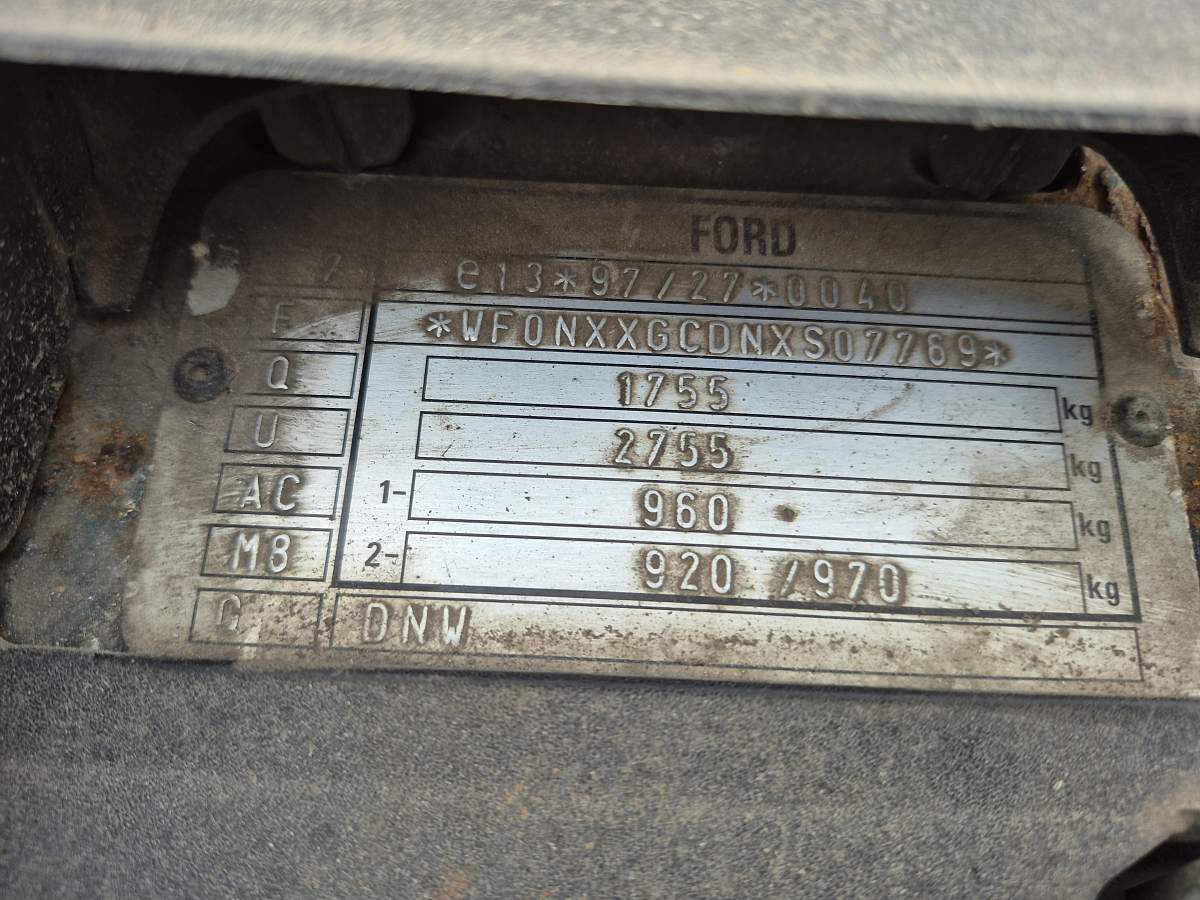 FORD
7 e13*97/27*0040
F *WF0NXXGCDNXS07769*
Q 1755 kg
U 2755 kg
AC 1- 960 kg
M8 2- 920 /970 kg
DNW